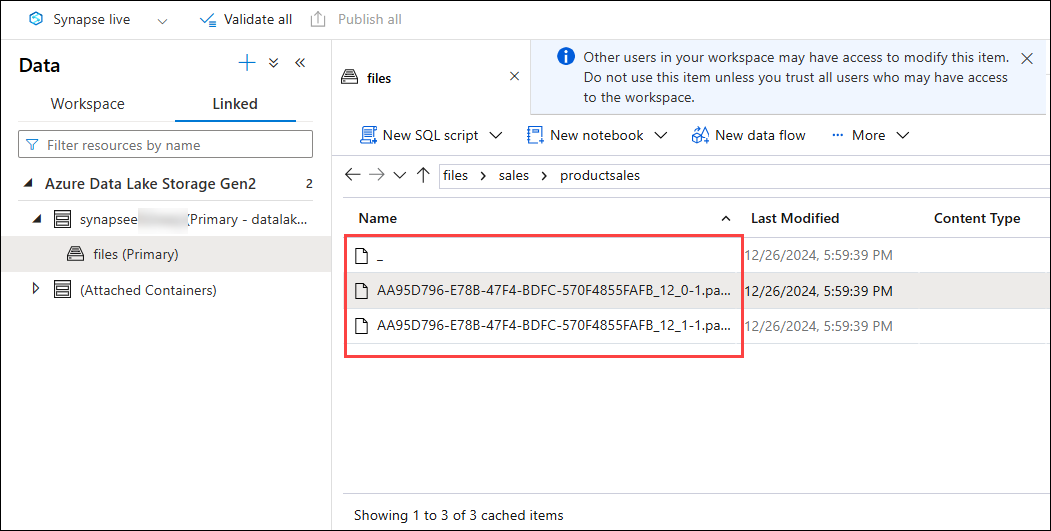 Synapse live
Validate all
Publish all
Data
Workspace
Linked
Filter resources by name
Azure Data Lake Storage Gen2 2
synapsee (Primary - datalak...
files (Primary)
(Attached Containers)
files
Other users in your workspace may have access to modify this item.
Do not use this item unless you trust all users who may have access
to the workspace.
New SQL script
New notebook
New data flow
... More
files > sales > productsales
Name Last Modified Content Type
_ 12/26/2024, 5:59:39 PM
AA95D796-E78B-47F4-BDFC-570F4855FAFB_12_0-1.pa... 12/26/2024, 5:59:39 PM
AA95D796-E78B-47F4-BDFC-570F4855FAFB_12_1-1.pa... 12/26/2024, 5:59:39 PM
Showing 1 to 3 of 3 cached items